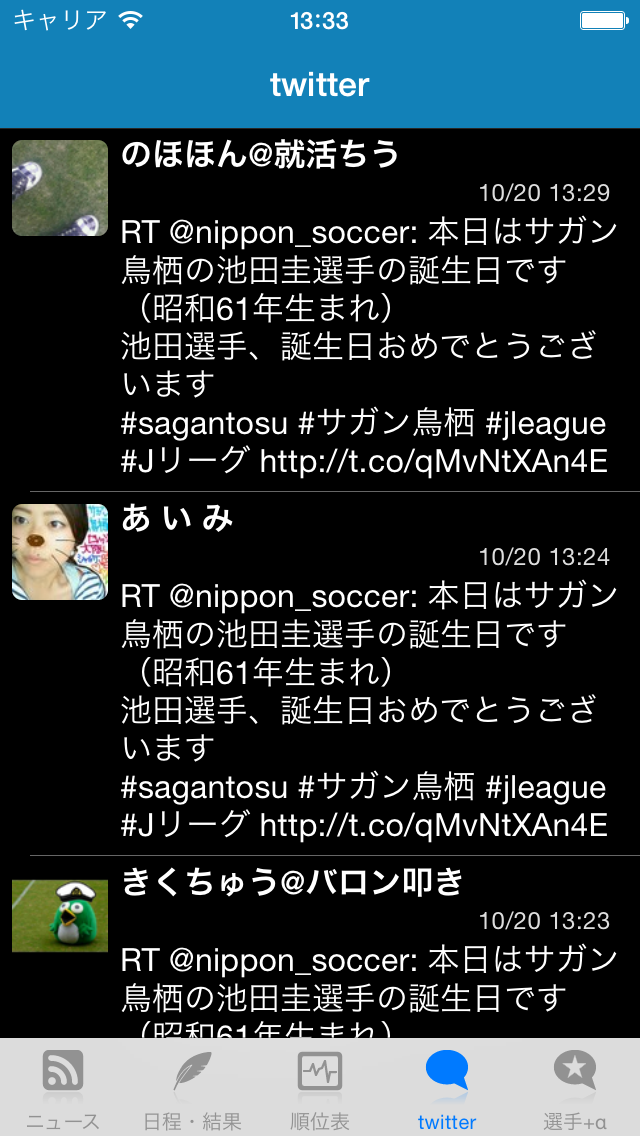 キャリア 13:33
twitter
のほほん@就活ちう
10/20 13:29
RT @nippon_soccer: 本日はサガン
鳥栖の池田圭選手の誕生日です
（昭和61年生まれ）
池田選手、誕生日おめでとうござ
います
#sagantosu #サガン鳥栖 #jleague
#Jリーグ http://t.co/qMvNtXAn4E
あ い み
10/20 13:24
RT @nippon_soccer: 本日はサガン
鳥栖の池田圭選手の誕生日です
（昭和61年生まれ）
池田選手、誕生日おめでとうござ
います
#sagantosu #サガン鳥栖 #jleague
#Jリーグ http://t.co/qMvNtXAn4E
きくちゅう@バロン叩き
10/20 13:23
RT @nippon_soccer: 本日はサガン
鳥栖の池田圭選手の誕生日です
（昭和61年生まれ）
ニュース 日程・結果 順位表 twitter 選手+α